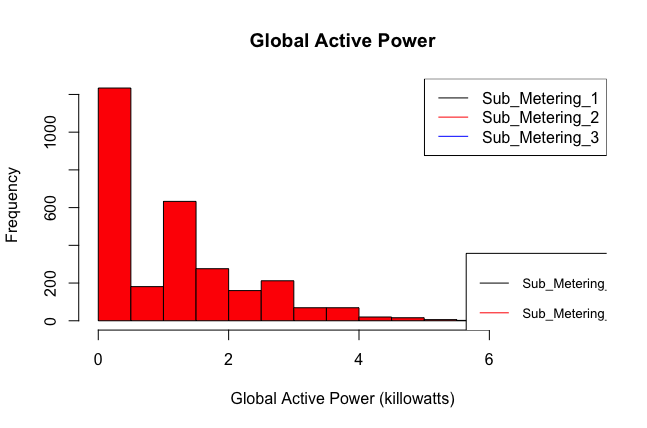 Global Active Power
Sub_Metering_1
Sub_Metering_2
Sub_Metering_3
Frequency
1000
600
200
0
Sub_Metering_
Sub_Metering_
0 2 4 6
Global Active Power (killowatts)